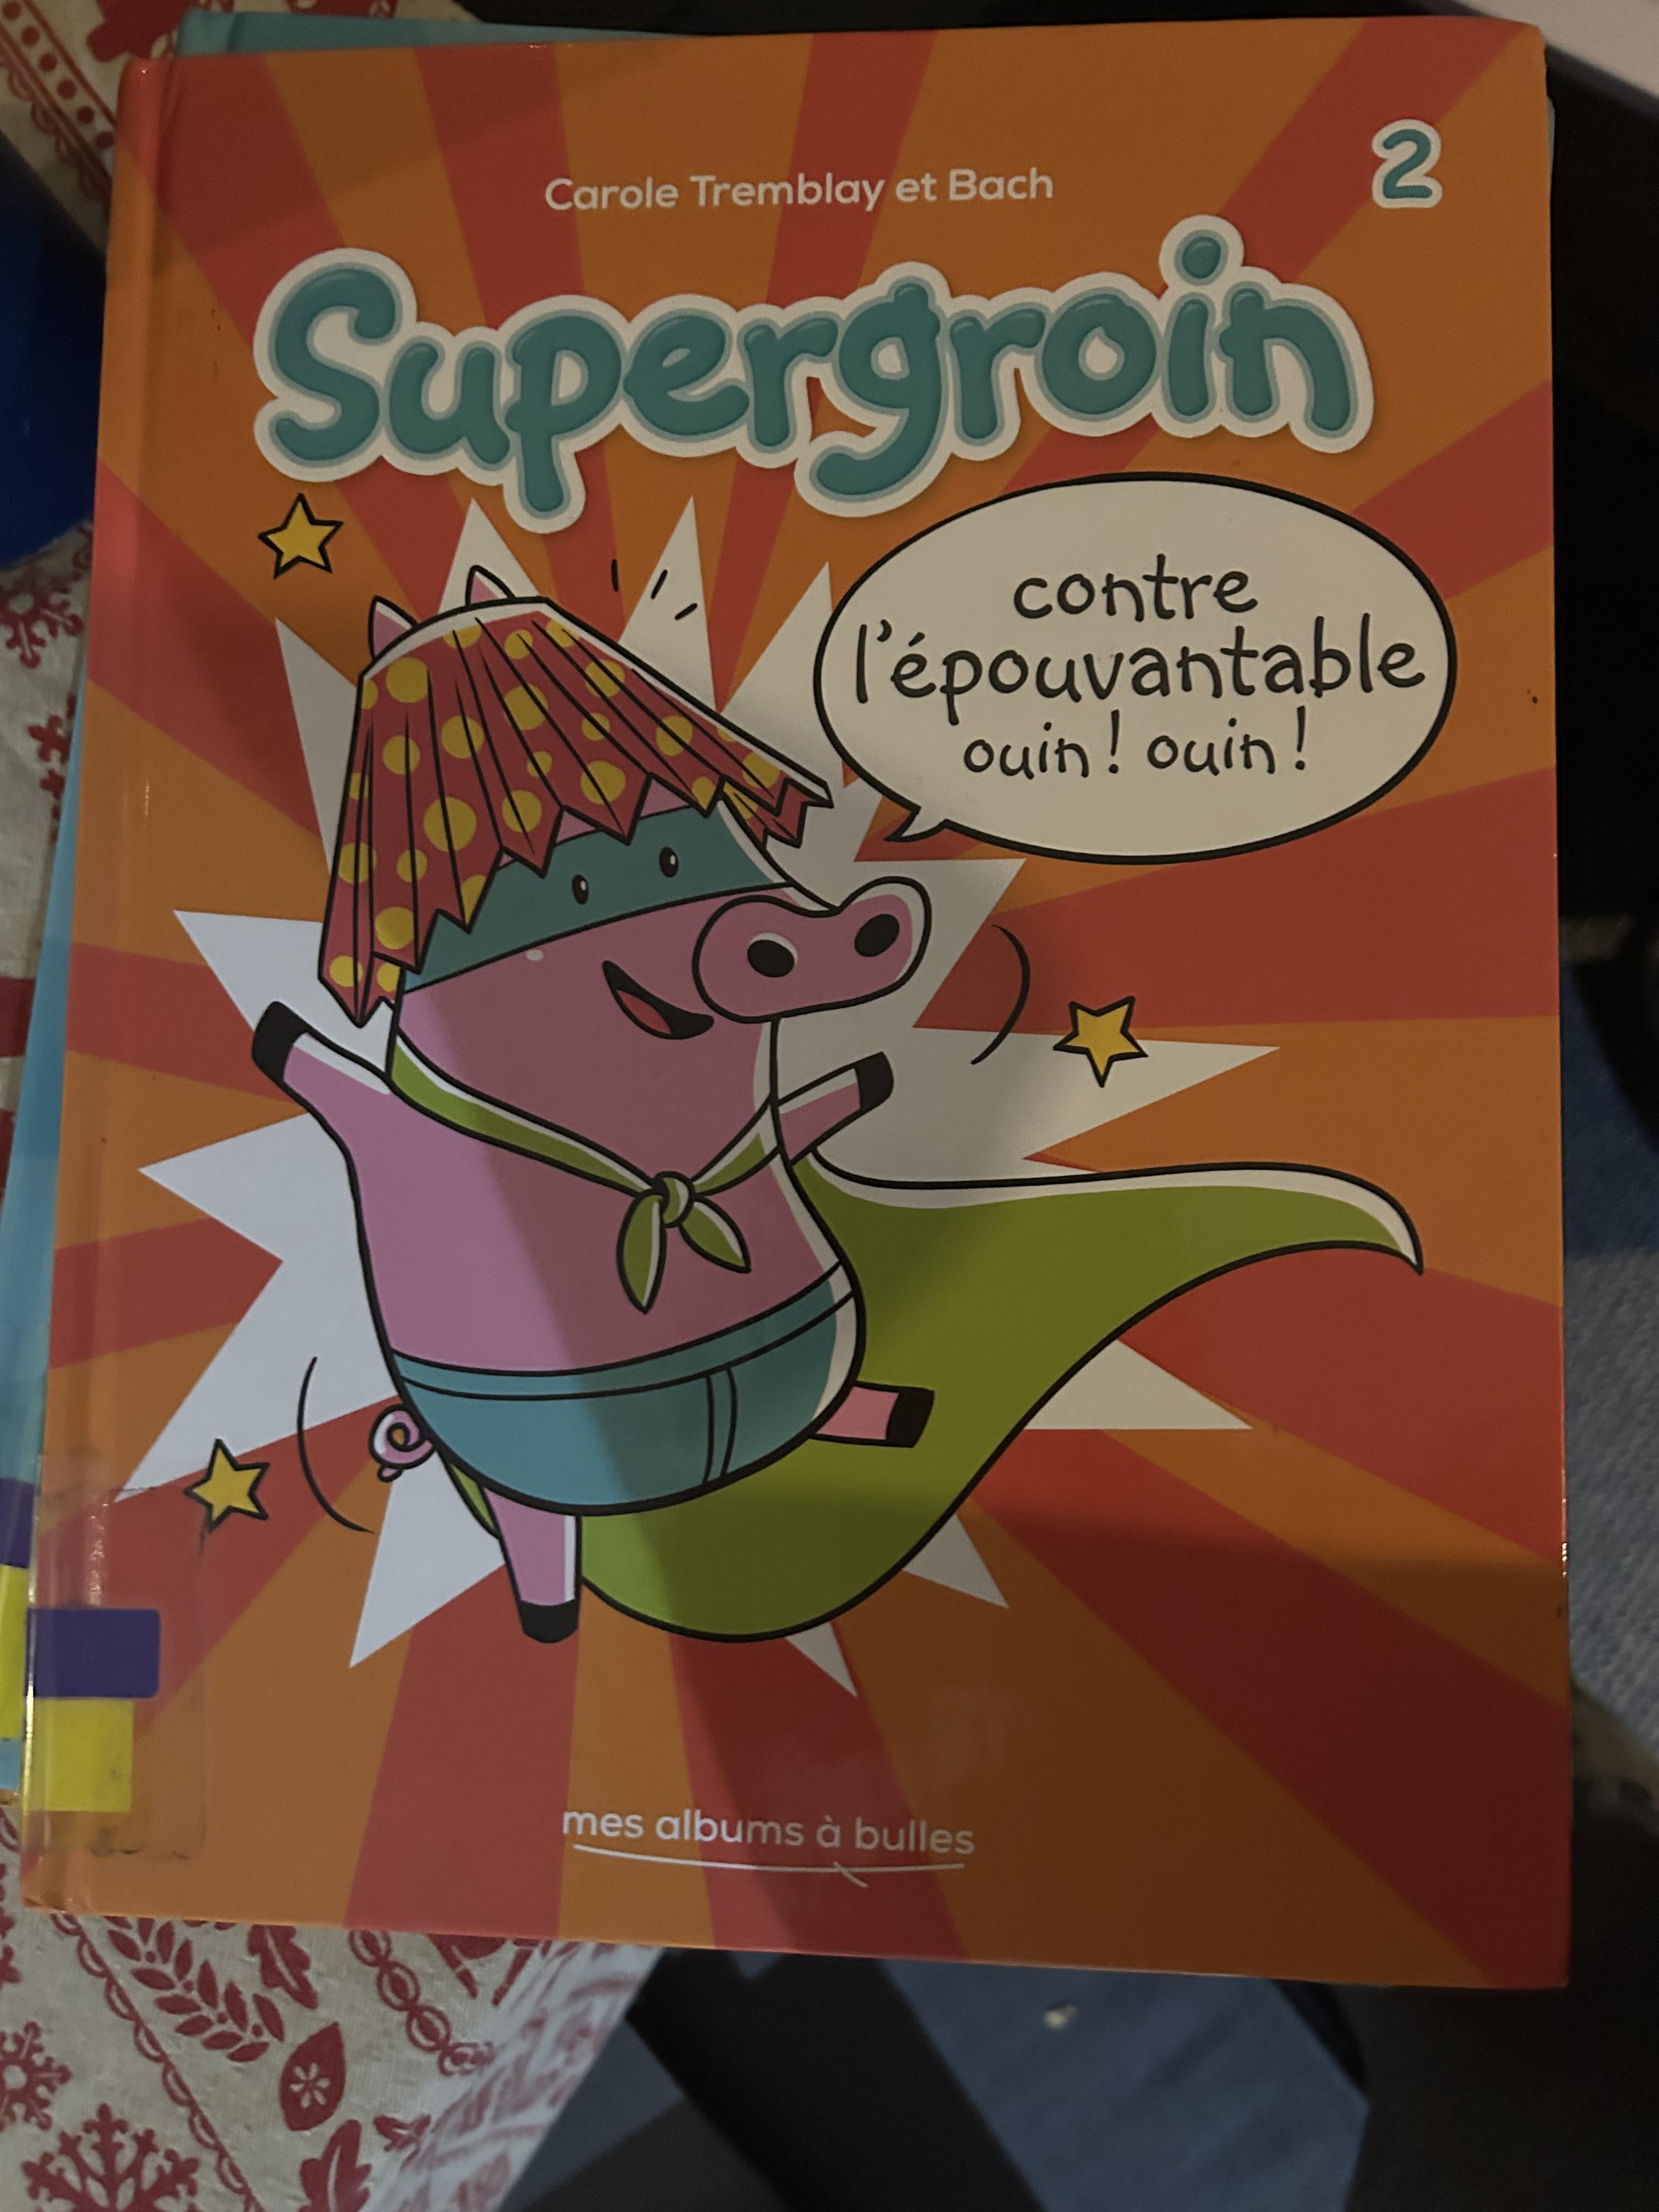 Carole Tremblay et Bach
2
Supergroin
contre
l'épouvantable
ouin! ouin!
mes albums à bulles